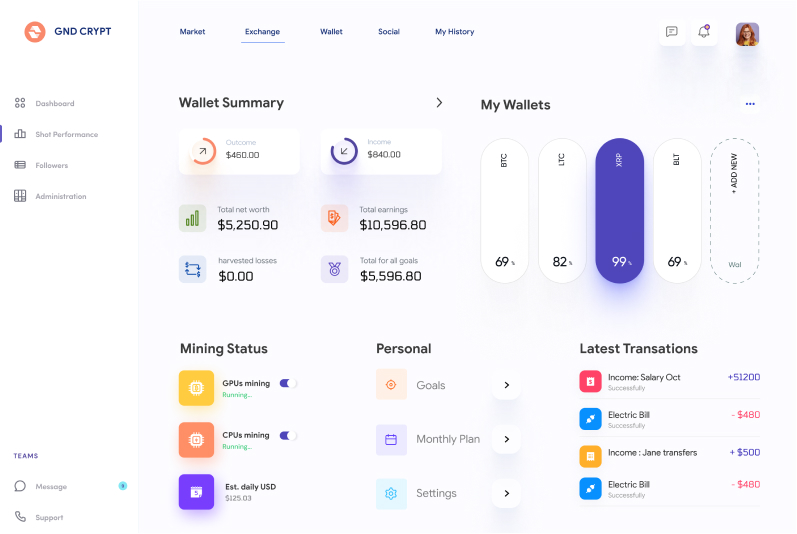 GND CRYPT
Market
Exchange
Wallet
Social
My History
Dashboard
Shot Performance
Followers
Administration
TEAMS
Message
Support
Wallet Summary
Outcome
$460.00
Income
$840.00
Total net worth
$5,250.90
Total earnings
$10,596.80
harvested losses
$0.00
Total for all goals
$5,596.80
My Wallets
BTC
69 %
LTC
82 %
XRP
99 %
BLT
69 %
+ ADD NEW
Wal
Mining Status
GPUs mining
Running...
CPUs mining
Running...
Est. daily USD
$125.03
Personal
Goals
Monthly Plan
Settings
Latest Transations
Income: Salary Oct
Successfully
+$1200
Electric Bill
Successfully
- $480
Income : Jane transfers
+ $500
Electric Bill
Successfully
- $480